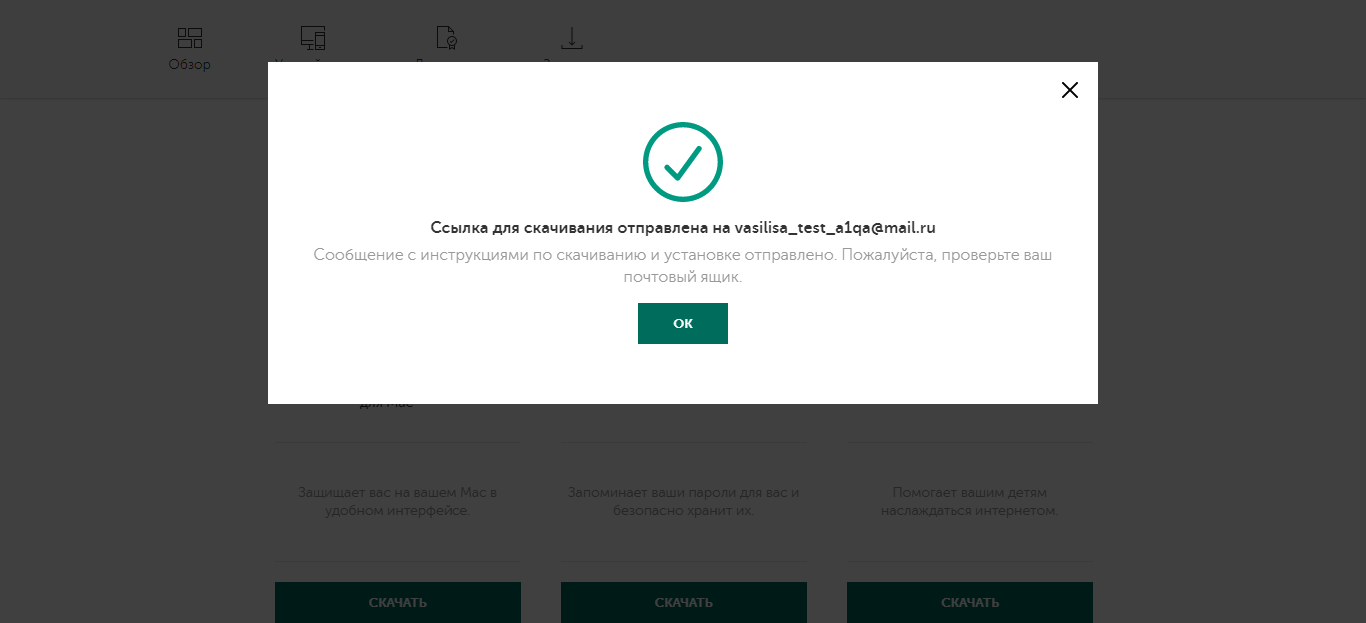 Обзор
Ссылка для скачивания отправлена на vasilisa_test_a1qa@mail.ru
Сообщение с инструкциями по скачиванию и установке отправлено. Пожалуйста, проверьте ваш
почтовый ящик.
ОК
для Mac
Защищает вас на вашем Mac в
удобном интерфейсе.
Запоминает ваши пароли для вас и
безопасно хранит их.
Помогает вашим детям
наслаждаться интернетом.
СКАЧАТЬ
СКАЧАТЬ
СКАЧАТЬ